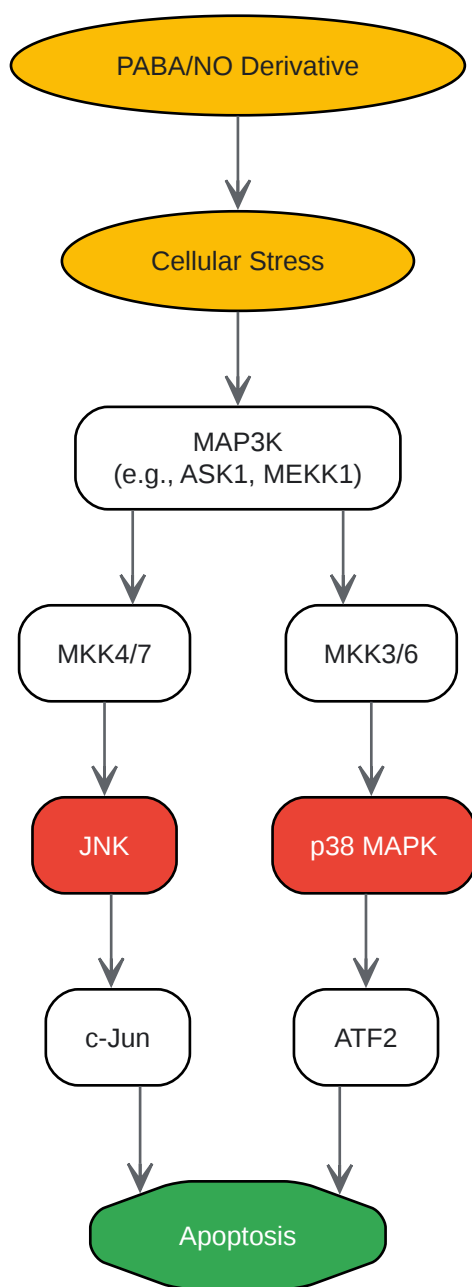 PABA/NO Derivative
Cellular Stress
MAP3K
(e.g., ASK1, MEKK1)
MKK4/7
MKK3/6
JNK
p38 MAPK
c-Jun
ATF2
Apoptosis